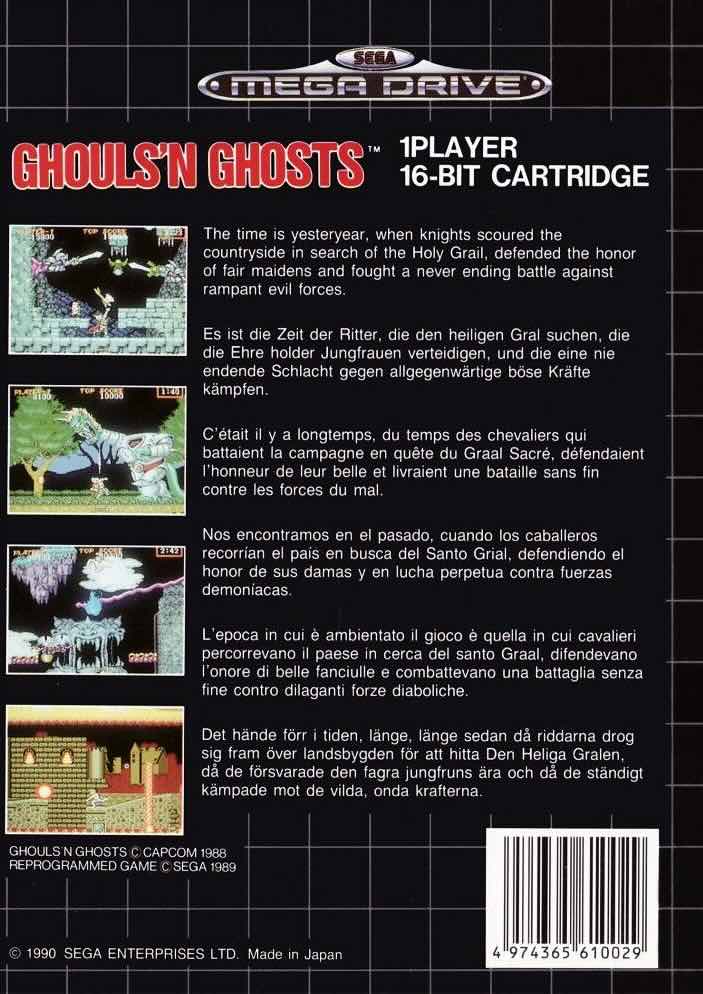 SEGA
MEGA DRIVE
GHOULS'N GHOSTS™
1PLAYER
16-BIT CARTRIDGE
The time is yesteryear, when knights scoured the
countryside in search of the Holy Grail, defended the honor
of fair maidens and fought a never ending battle against
rampant evil forces.
Es ist die Zeit der Ritter, die den heiligen Gral suchen, die
die Ehre holder Jungfrauen verteidigen, und die eine nie
endende Schlacht gegen allgegenwärtige böse Kräfte
kämpfen.
TOP SCORE
10000
1:40
C'était il y a longtemps, du temps des chevaliers qui
battaient la campagne en quête du Graal Sacré, défendaient
l'honneur de leur belle et livraient une bataille sans fin
contre les forces du mal.
Nos encontramos en el pasado, cuando los caballeros
recorrían el país en busca del Santo Grial, defendiendo el
honor de sus damas y en lucha perpetua contra fuerzas
demoníacas.
TOP SCORE
2:42
L'epoca in cui è ambientato il gioco è quella in cui cavalieri
percorrevano il paese in cerca del santo Graal, difendevano
l'onore di belle fanciulle e combattevano una battaglia senza
fine contro dilaganti forze diaboliche.
Det hände förr i tiden, länge, länge sedan då riddarna drog
sig fram över landsbygden för att hitta Den Heliga Gralen,
då de försvarade den fagra jungfruns ära och då de ständigt
kämpade mot de vilda, onda krafterna.
GHOULS N GHOSTS © CAPCOM 1988
REPROGRAMMED GAME © SEGA 1989
© 1990 SEGA ENTERPRISES LTD. Made in Japan
4 974365 610029